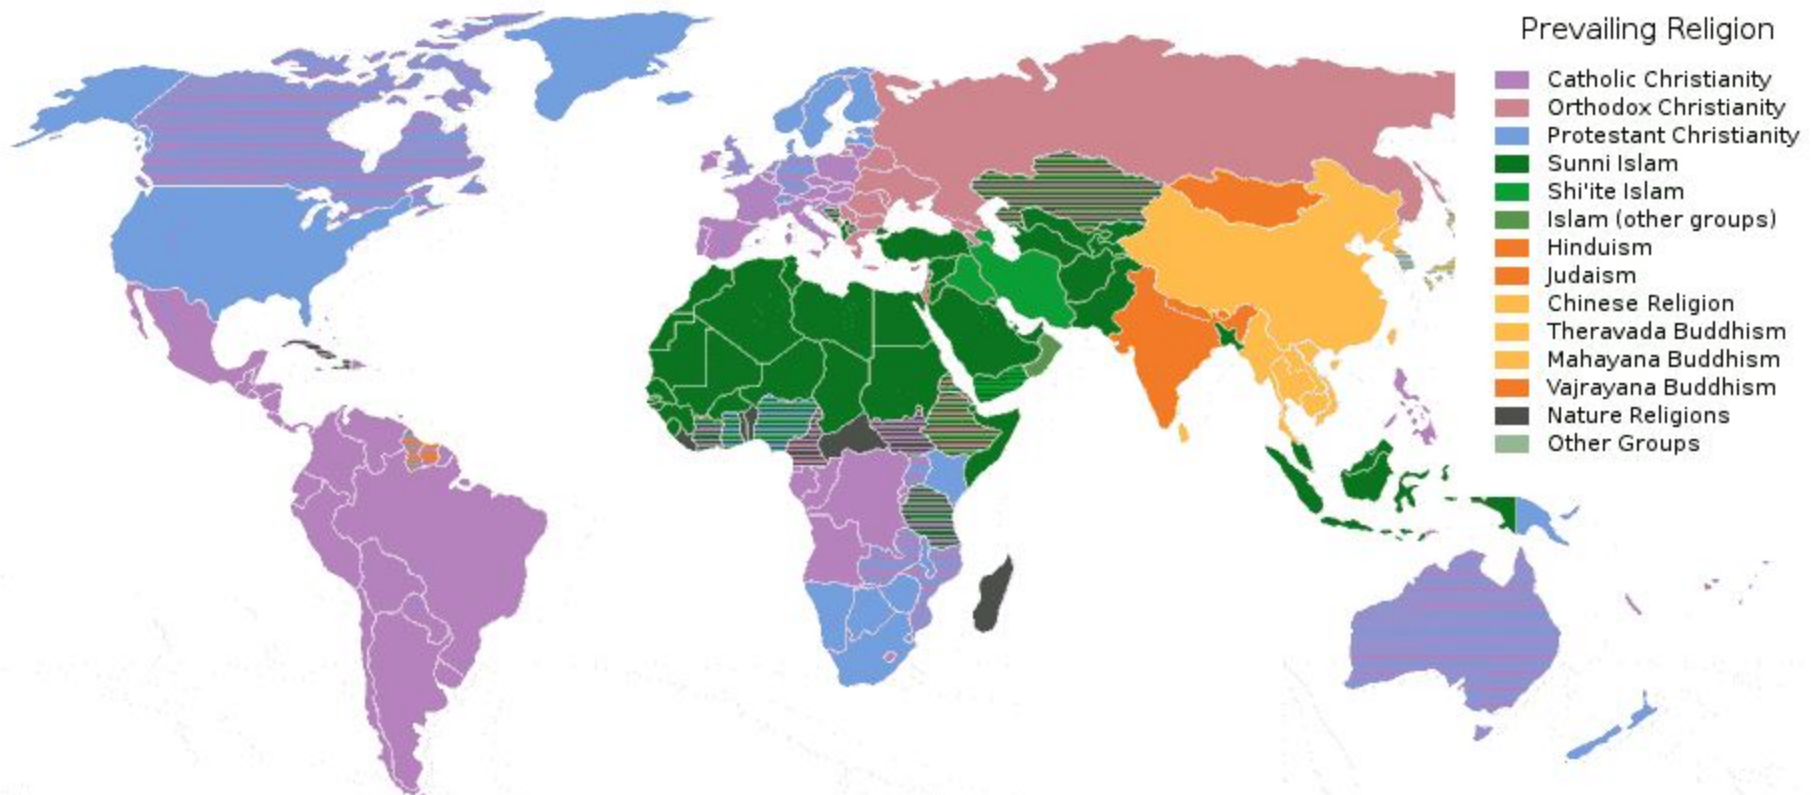 Prevailing Religion
Catholic Christianity
Orthodox Christianity
Protestant Christianity
Sunni Islam
Shi'ite Islam
Islam (other groups)
Hinduism
Judaism
Chinese Religion
Theravada Buddhism
Mahayana Buddhism
Vajrayana Buddhism
Nature Religions
Other Groups